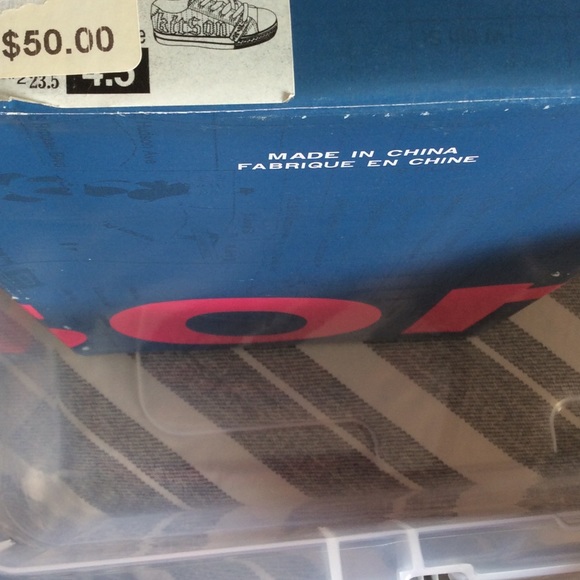 $50.00
kitson
23.5 4.5
MADE IN CHINA
FABRIQUE EN CHINE